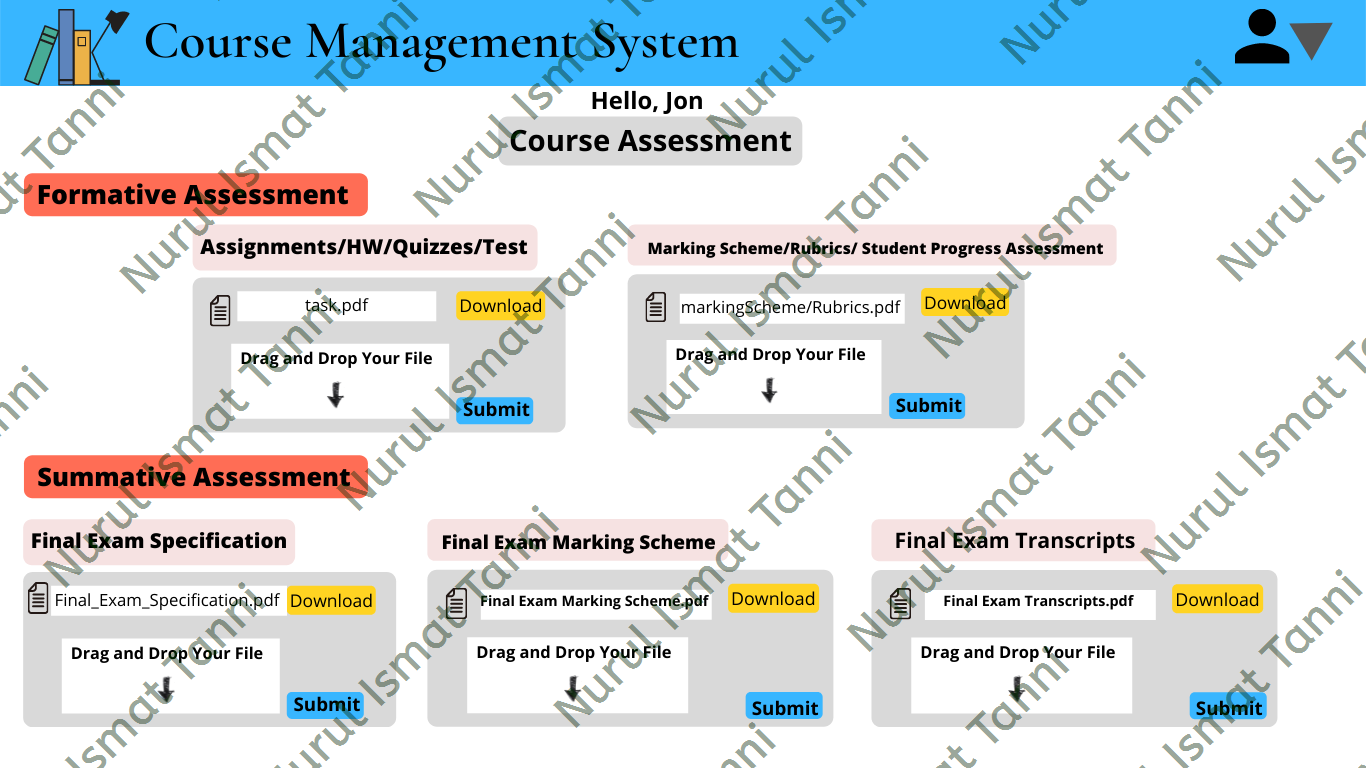 Course Management System
Hello, Jon
Course Assessment
Formative Assessment
Assignments/HW/Quizzes/Test
Marking Scheme/Rubrics/ Student Progress Assessment
task.pdf
Download
markingScheme/Rubrics.pdf
Download
Drag and Drop Your File
Submit
Drag and Drop Your File
Submit
Summative Assessment
Final Exam Specification
Final Exam Marking Scheme
Final Exam Transcripts
Final_Exam_Specification.pdf
Download
Final Exam Marking Scheme.pdf
Download
Final Exam Transcripts.pdf
Download
Drag and Drop Your File
Submit
Drag and Drop Your File
Submit
Drag and Drop Your File
Submit
Nurul Ismat Tanni